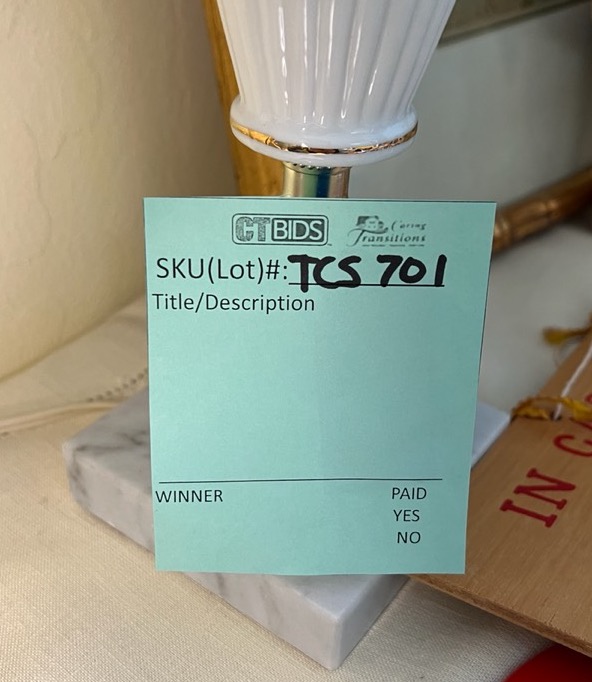 CTBIDS Caring
Transitions
SKU(Lot)#: TCS 701
Title/Description
WINNER PAID
YES
NO
IN